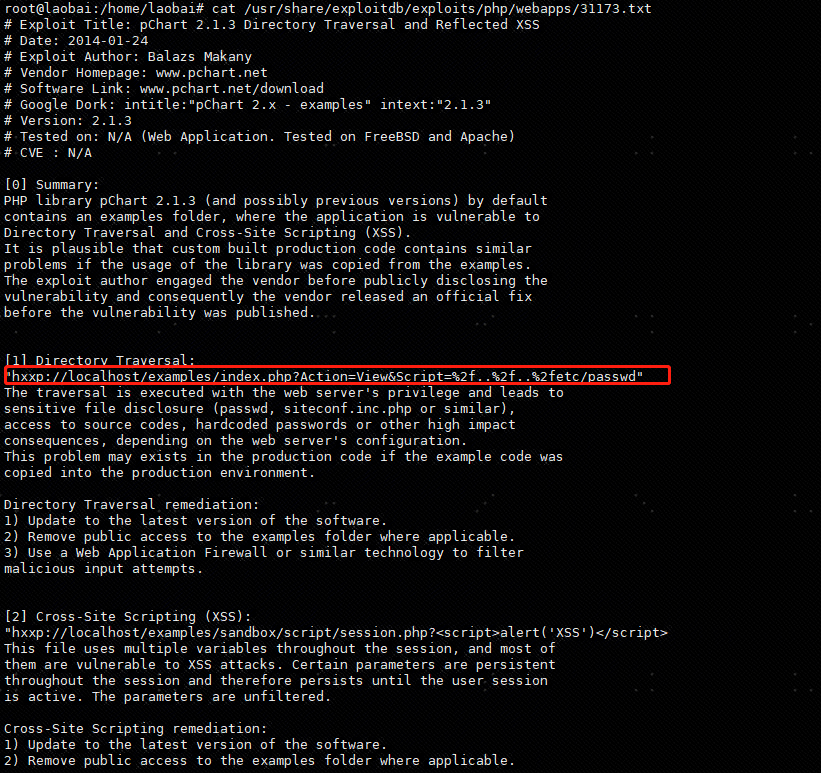 root@laobai:/home/laobai# cat /usr/share/exploitdb/exploits/php/webapps/31173.txt
# Exploit Title: pChart 2.1.3 Directory Traversal and Reflected XSS
# Date: 2014-01-24
# Exploit Author: Balazs Makany
# Vendor Homepage: www.pchart.net
# Software Link: www.pchart.net/download
# Google Dork: intitle:"pChart 2.x - examples" intext:"2.1.3"
# Version: 2.1.3
# Tested on: N/A (Web Application. Tested on FreeBSD and Apache)
# CVE : N/A
[0] Summary:
PHP library pChart 2.1.3 (and possibly previous versions) by default
contains an examples folder, where the application is vulnerable to
Directory Traversal and Cross-Site Scripting (XSS).
It is plausible that custom built production code contains similar
problems if the usage of the library was copied from the examples.
The exploit author engaged the vendor before publicly disclosing the
vulnerability and consequently the vendor released an official fix
before the vulnerability was published.
[1] Directory Traversal:
"hxxp://localhost/examples/index.php?Action=View&Script=%2f..%2f..%2fetc/passwd"
The traversal is executed with the web server's privilege and leads to
sensitive file disclosure (passwd, siteconf.inc.php or similar),
access to source codes, hardcoded passwords or other high impact
consequences, depending on the web server's configuration.
This problem may exists in the production code if the example code was
copied into the production environment.
Directory Traversal remediation:
1) Update to the latest version of the software.
2) Remove public access to the examples folder where applicable.
3) Use a Web Application Firewall or similar technology to filter
malicious input attempts.
[2] Cross-Site Scripting (XSS):
"hxxp://localhost/examples/sandbox/script/session.php?<script>alert('XSS')</script>
This file uses multiple variables throughout the session, and most of
them are vulnerable to XSS attacks. Certain parameters are persistent
throughout the session and therefore persists until the user session
is active. The parameters are unfiltered.
Cross-Site Scripting remediation:
1) Update to the latest version of the software.
2) Remove public access to the examples folder where applicable.